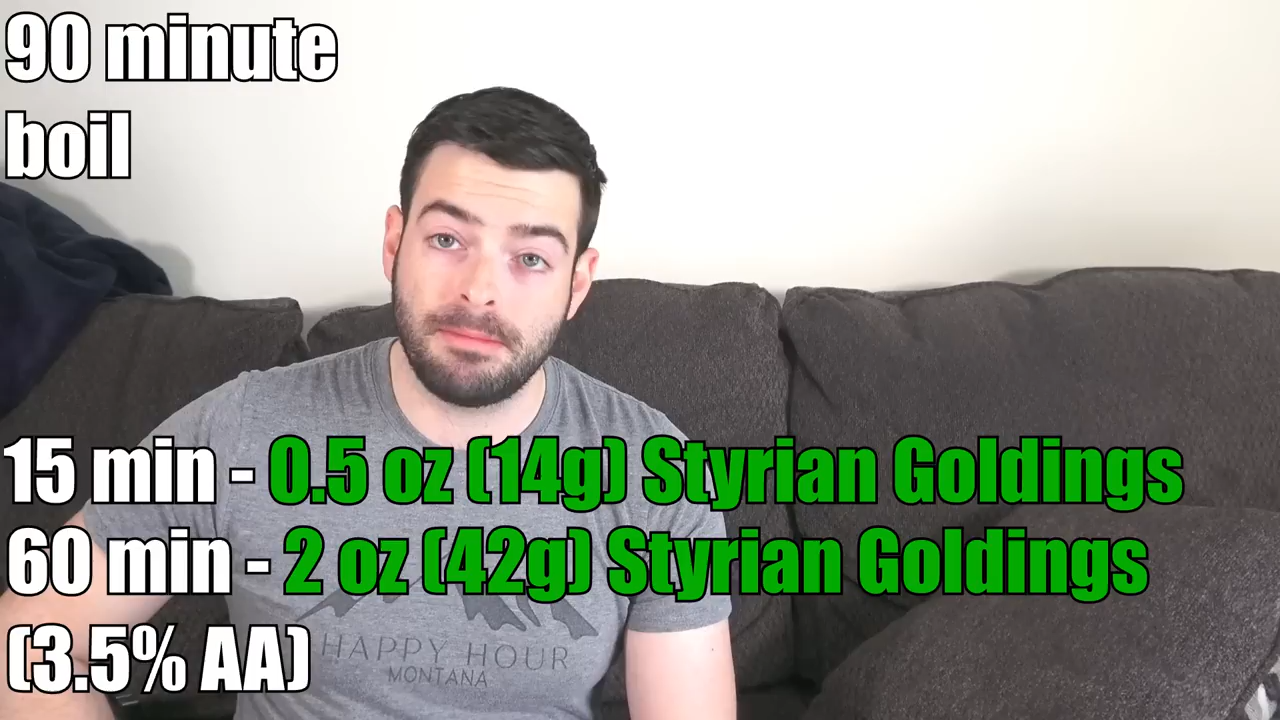 90 minute
boil
15 min - 0.5 oz (14g) Styrian Goldings
60 min - 2 oz (42g) Styrian Goldings
(3.5% AA)
HAPPY HOUR
MONTANA